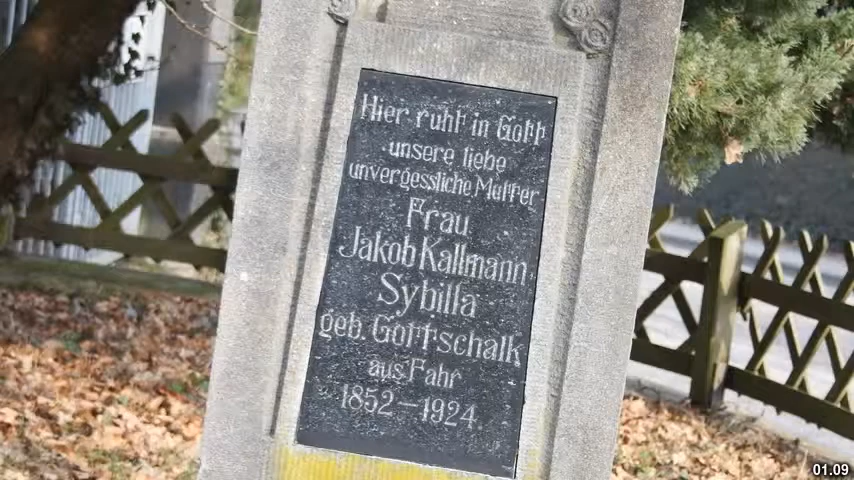 Hier ruht in Gott
unsere liebe
unvergessliche Mutter
Frau
Jakob Kallmann
Sybilla
geb. Gottschalk
aus Fahr
1852–1924.
01.09